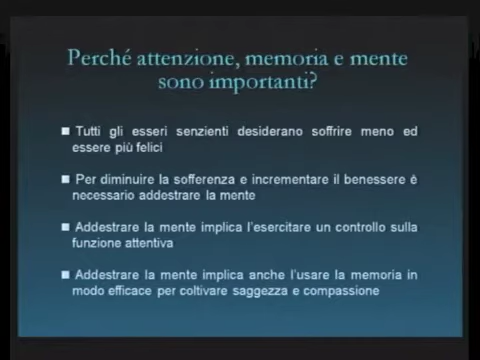 Perché attenzione, memoria e mente
sono importanti?
■ Tutti gli esseri senzienti desiderano soffrire meno ed
essere più felici
■ Per diminuire la sofferenza e incrementare il benessere è
necessario addestrare la mente
■ Addestrare la mente implica l'esercitare un controllo sulla
funzione attentiva
■ Addestrare la mente implica anche l'usare la memoria in
modo efficace per coltivare saggezza e compassione